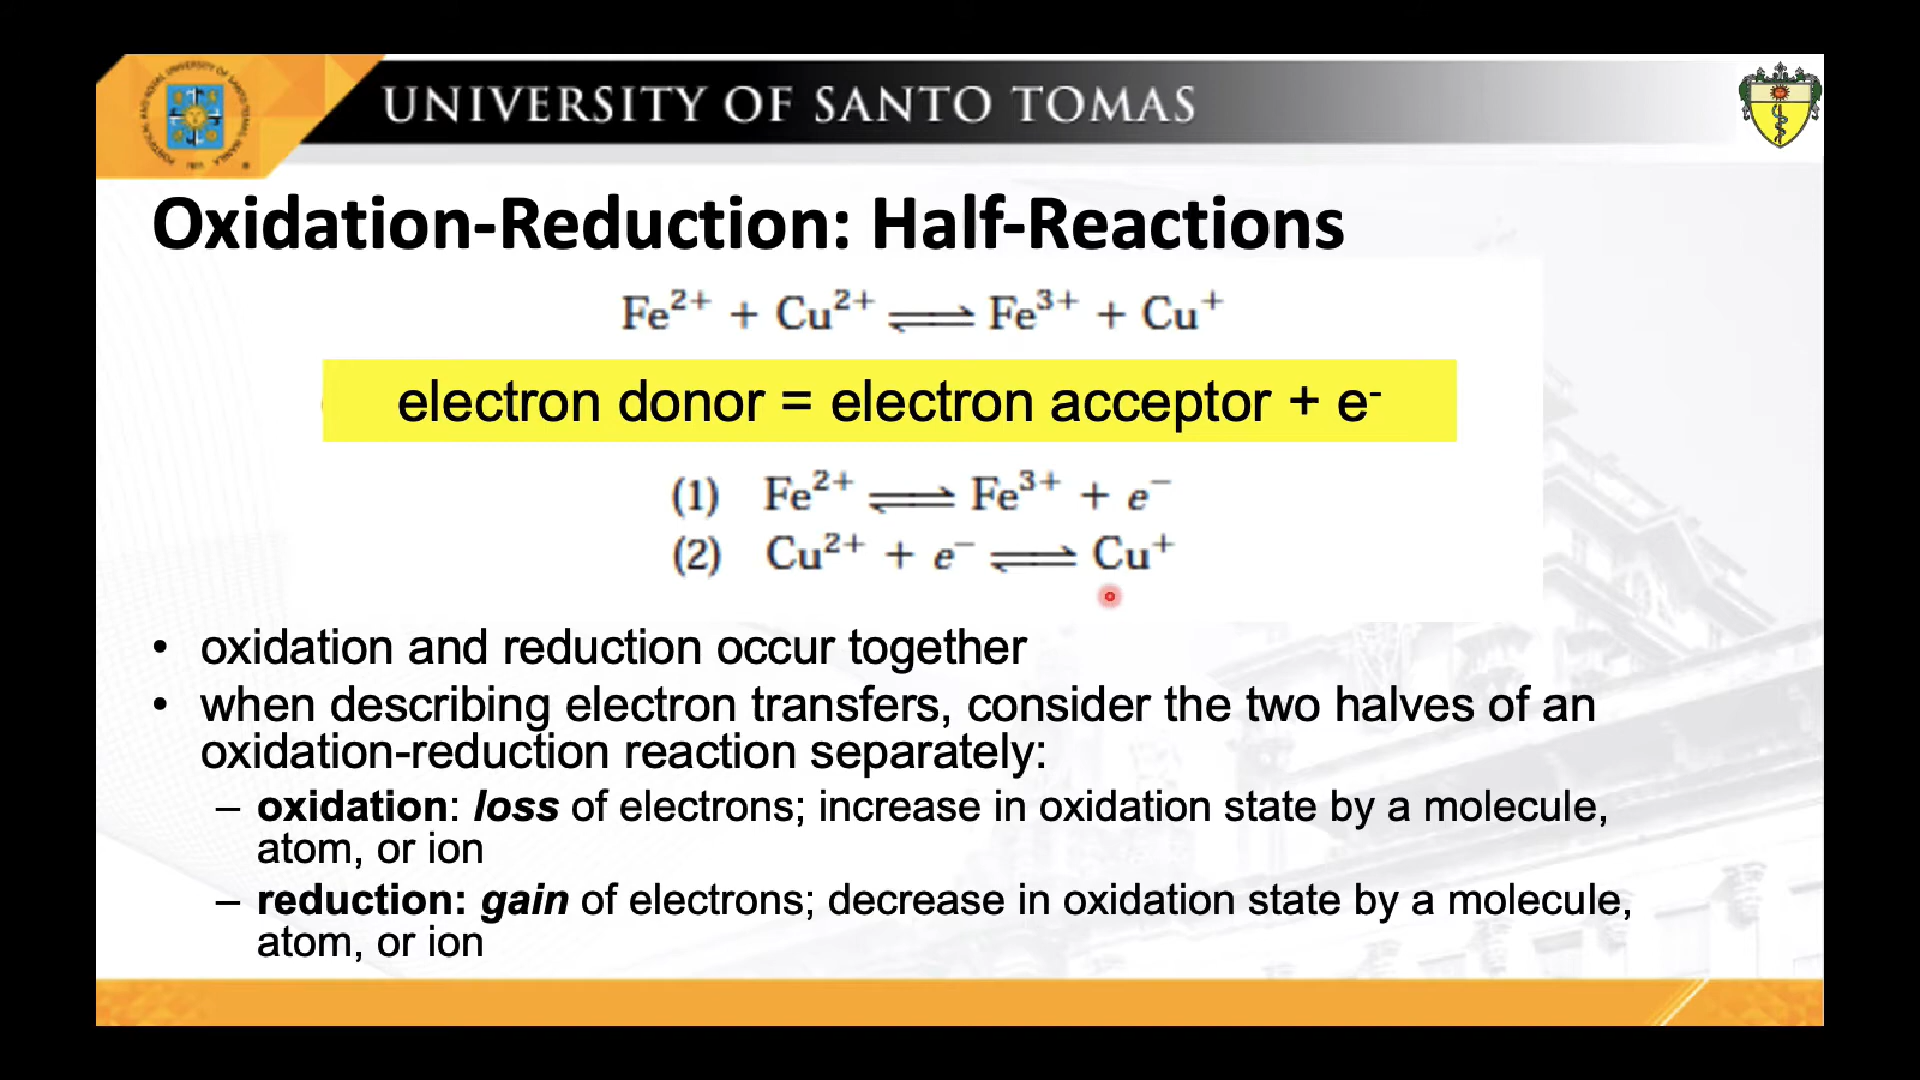 UNIVERSITY OF SANTO TOMAS
Oxidation-Reduction: Half-Reactions
Fe²⁺ + Cu²⁺ ⇌ Fe³⁺ + Cu⁺
electron donor = electron acceptor + e⁻
(1) Fe²⁺ ⇌ Fe³⁺ + e⁻
(2) Cu²⁺ + e⁻ ⇌ Cu⁺
• oxidation and reduction occur together
• when describing electron transfers, consider the two halves of an
oxidation-reduction reaction separately:
– oxidation: loss of electrons; increase in oxidation state by a molecule,
atom, or ion
– reduction: gain of electrons; decrease in oxidation state by a molecule,
atom, or ion